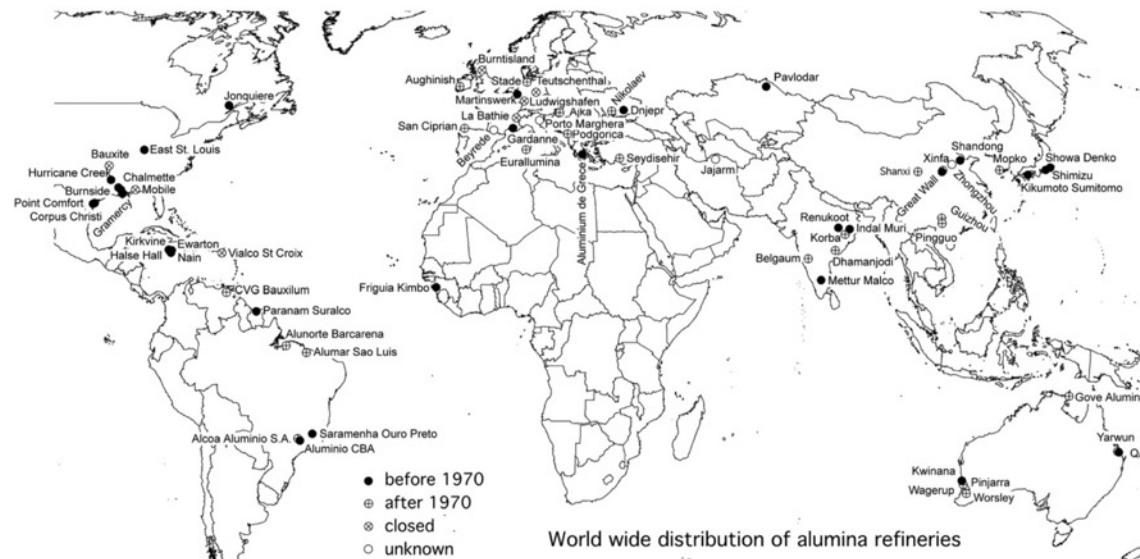 Burntisland
Aughinish
Stade
Teutschenthal
Nikolaev
Pavlodar
Jonquiere
Martinswerk
Ludwigshafen
Dnjepr
La Bathie
Ajka
San Ciprian
Porto Marghera
Beyrede
Gardanne
Podgorica
East St. Louis
Bauxite
Eurallumina
Seydisehir
Jajarm
Shandong
Xinfa
Mopko
Showa Denko
Hurricane Creek
Chalmette
Shanxi
Great Wall
Zhongzhou
Shimizu
Burnside
Mobile
Kikumoto Sumitomo
Point Comfort
Gramercy
Corpus Christi
Aluminium de Grece
Guizhou
Renukoot
Indal Muri
Kirkvine
Ewarton
Korba
Pingguo
Halse Hall
Nain
Vialco St Croix
Belgaum
Dhamanjodi
CVG Bauxilum
Friguia Kimbo
Mettur Malco
Paranam Suralco
Alunorte Barcarena
Alumar Sao Luis
Gove Alumin
Alcoa Aluminio S.A.
Saramenha Ouro Preto
Aluminio CBA
Yarwun
QA
Kwinana
Pinjarra
Wagerup
Worsley
before 1970
after 1970
closed
unknown
World wide distribution of alumina refineries